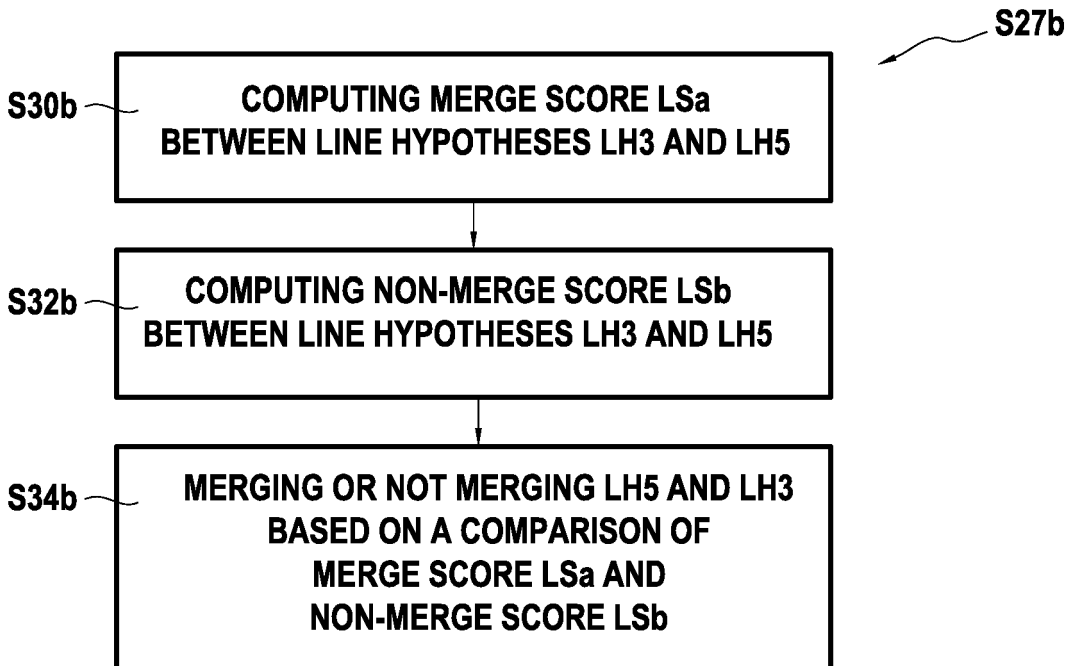 S27b
S30b
COMPUTING MERGE SCORE LSa
BETWEEN LINE HYPOTHESES LH3 AND LH5
S32b
COMPUTING NON-MERGE SCORE LSb
BETWEEN LINE HYPOTHESES LH3 AND LH5
S34b
MERGING OR NOT MERGING LH5 AND LH3
BASED ON A COMPARISON OF
MERGE SCORE LSa AND
NON-MERGE SCORE LSb